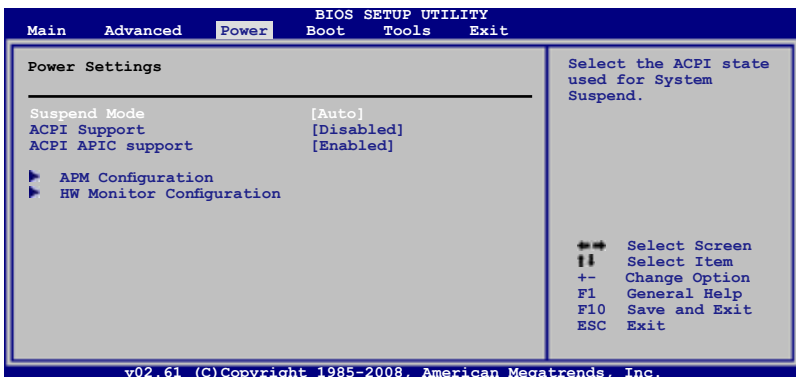 BIOS SETUP UTILITY
Main Advanced Power Boot Tools Exit
Power Settings
Suspend Mode [Auto]
ACPI Support [Disabled]
ACPI APIC support [Enabled]
APM Configuration
HW Monitor Configuration
Select the ACPI state
used for System
Suspend.
Select Screen
Select Item
+- Change Option
F1 General Help
F10 Save and Exit
ESC Exit
v02.61 (C)Copyright 1985-2008, American Megatrends, Inc.